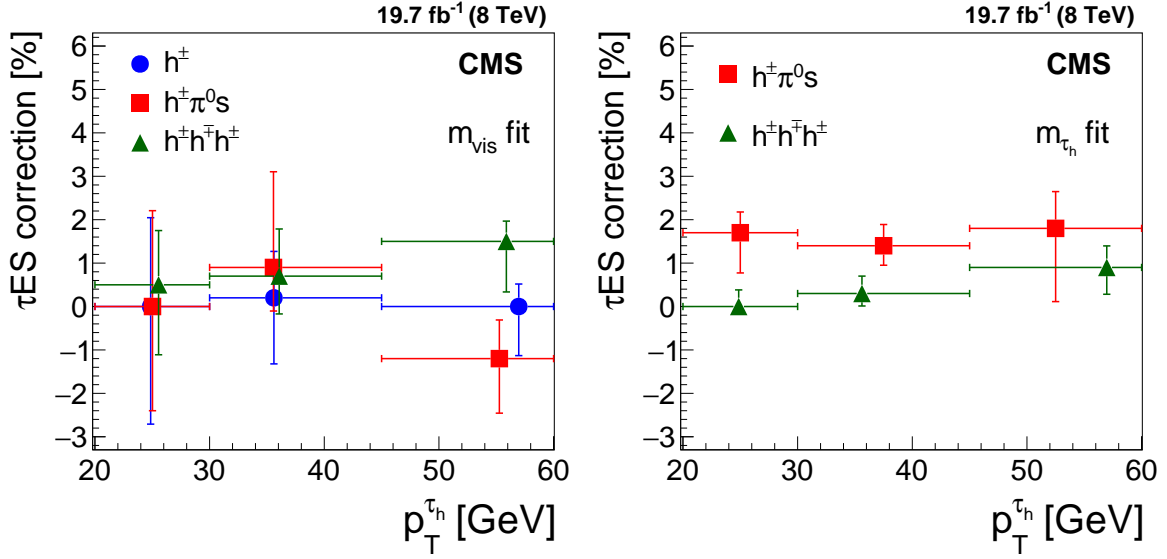 19.7 fb⁻¹ (8 TeV)
τES correction [%]
6
5
4
3
2
1
0
−1
−2
−3
h±
h±π⁰s
h±h∓h±
CMS
m_vis fit
20 30 40 50 60
p_T^τh [GeV]
19.7 fb⁻¹ (8 TeV)
τES correction [%]
6
5
4
3
2
1
0
−1
−2
−3
h±π⁰s
h±h∓h±
CMS
m_τh fit
20 30 40 50 60
p_T^τh [GeV]